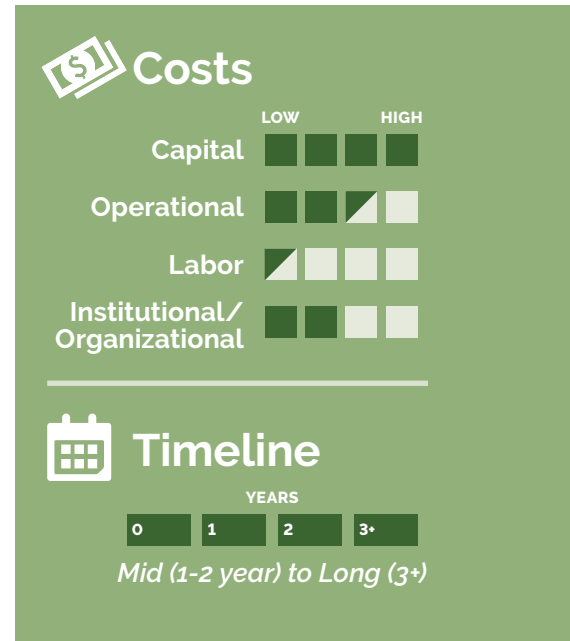 $
Costs
LOW HIGH
Capital
Operational
Labor
Institutional/
Organizational
Timeline
YEARS
0 1 2 3+
Mid (1-2 year) to Long (3+)